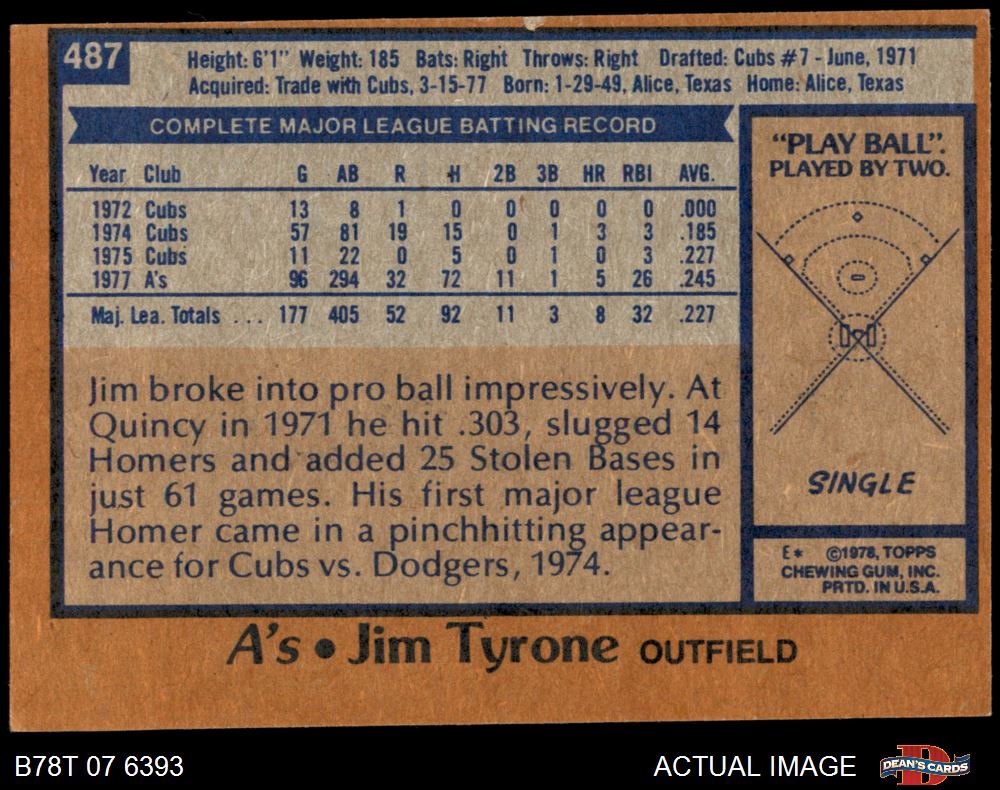 487
Height: 6'1" Weight: 185 Bats: Right Throws: Right Drafted: Cubs #7 - June, 1971
Acquired: Trade with Cubs, 3-15-77 Born: 1-29-49, Alice, Texas Home: Alice, Texas
COMPLETE MAJOR LEAGUE BATTING RECORD
Year Club G AB R H 2B 3B HR RBI AVG.
1972 Cubs 13 8 1 0 0 0 0 0 .000
1974 Cubs 57 81 19 15 0 1 3 3 .185
1975 Cubs 11 22 0 5 0 1 0 3 .227
1977 A's 96 294 32 72 11 1 5 26 .245
Maj. Lea. Totals ... 177 405 52 92 11 3 8 32 .227
Jim broke into pro ball impressively. At
Quincy in 1971 he hit .303, slugged 14
Homers and added 25 Stolen Bases in
just 61 games. His first major league
Homer came in a pinchhitting appear-
ance for Cubs vs. Dodgers, 1974.
"PLAY BALL".
PLAYED BY TWO.
SINGLE
E* ©1978, TOPPS
CHEWING GUM, INC.
PRTD. IN U.S.A.
A's • Jim Tyrone OUTFIELD
B78T 07 6393
ACTUAL IMAGE
D
DEAN'S CARDS